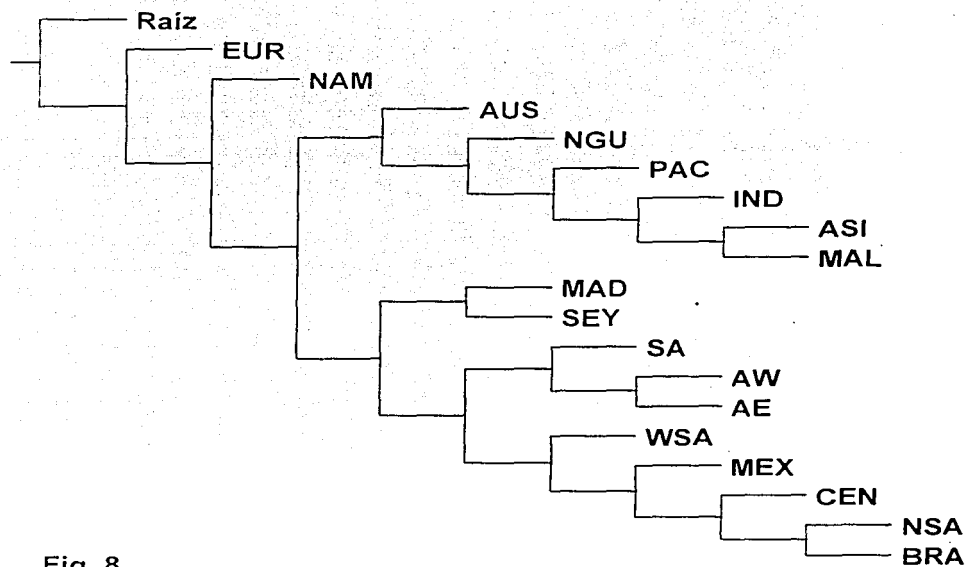 Raíz
EUR
NAM
AUS
NGU
PAC
IND
ASI
MAL
MAD
SEY
SA
AW
AE
WSA
MEX
CEN
NSA
BRA
Fig. 8